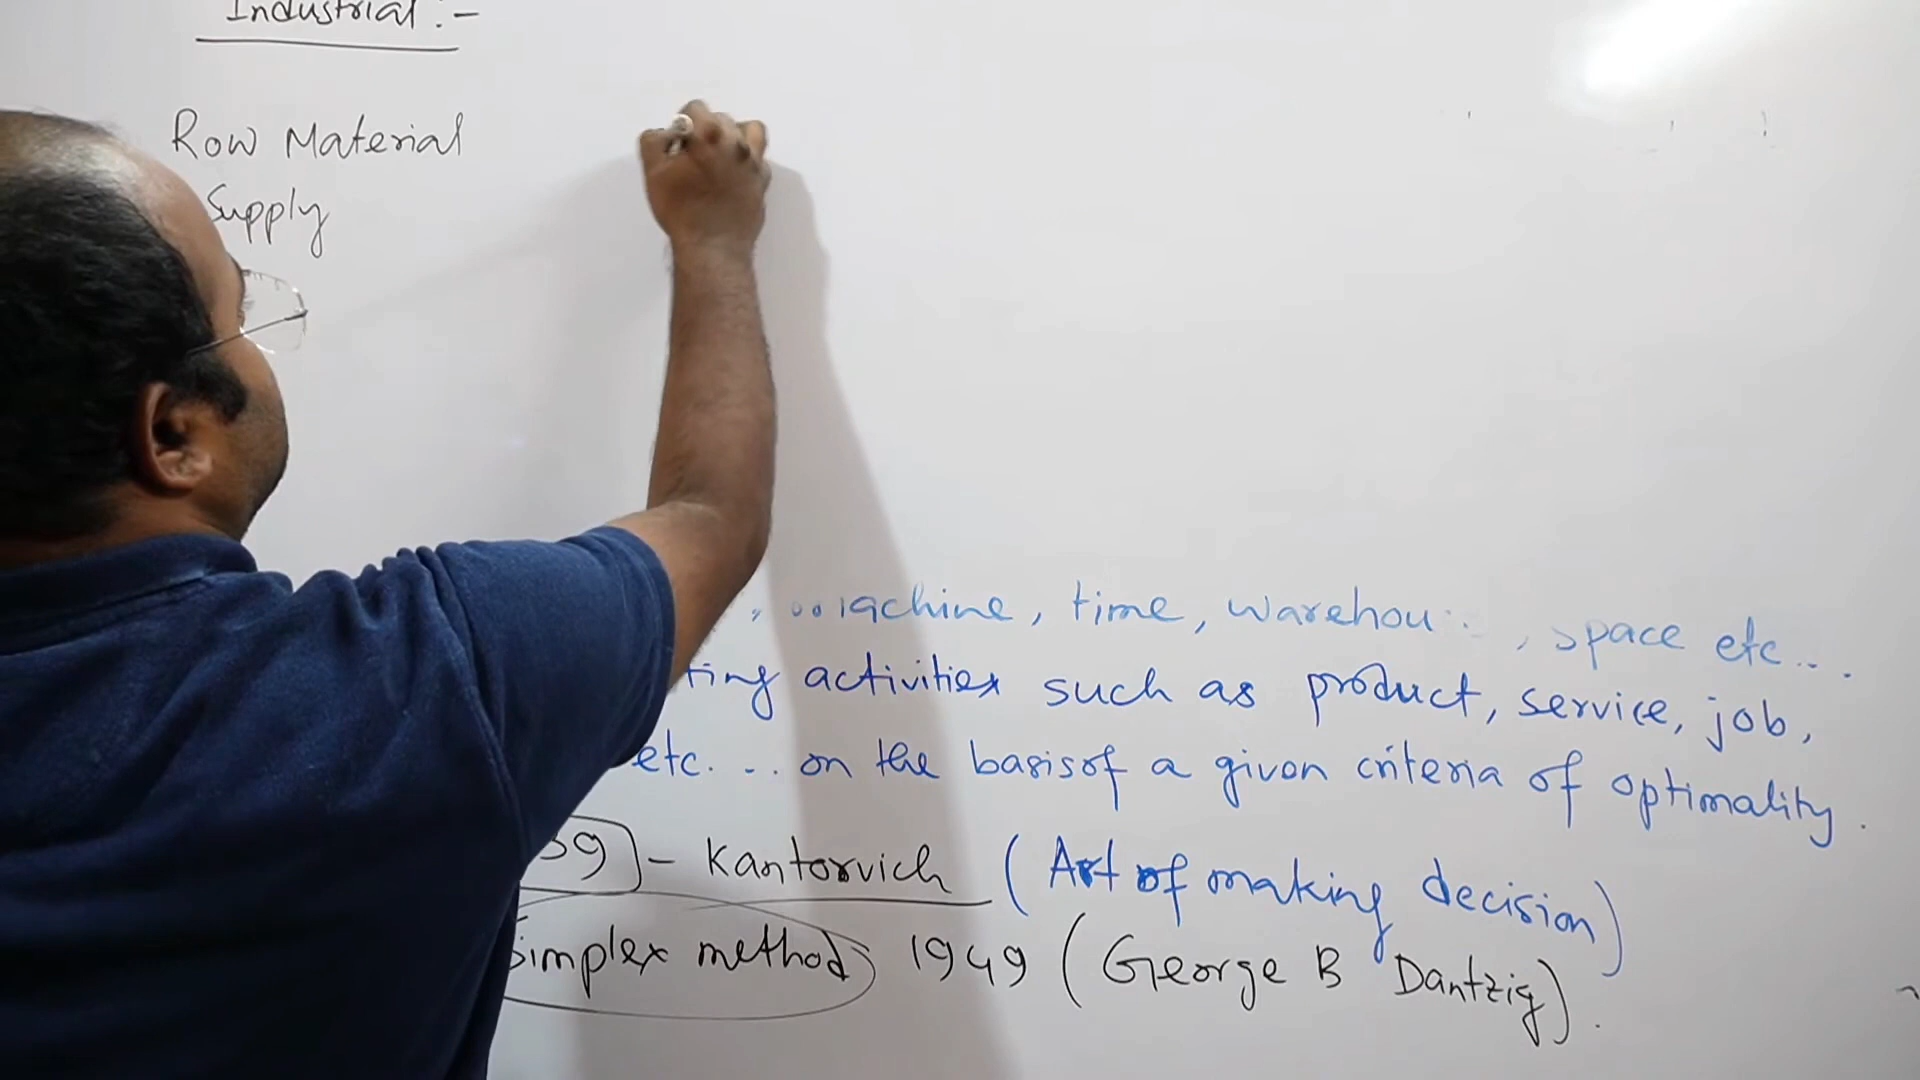 Industrial :-
Row Material
Supply
machine, time, warehou , space etc...
ting activities such as product, service, job,
etc. ... on the basis of a given criteria of optimality.
39 - Kantorvich (Art of making decision)
Simplex method 1949 (George B Dantzig).